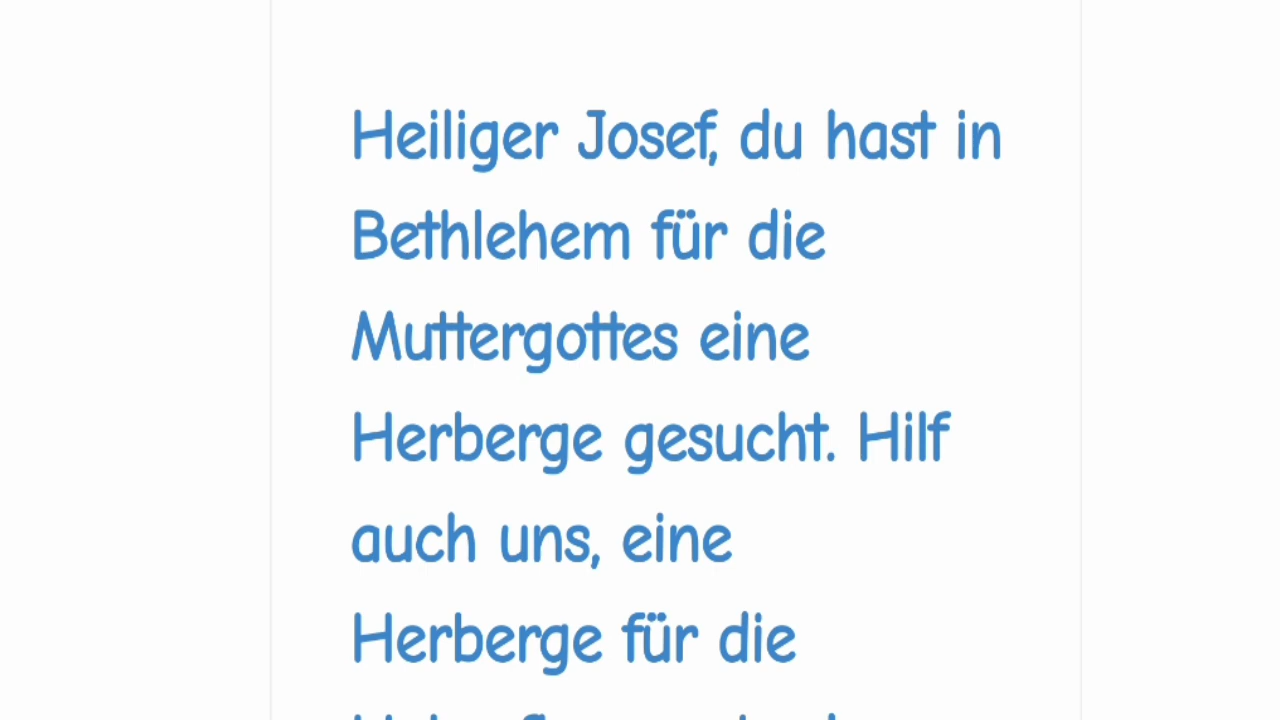 Heiliger Josef, du hast in
Bethlehem für die
Muttergottes eine
Herberge gesucht. Hilf
auch uns, eine
Herberge für die